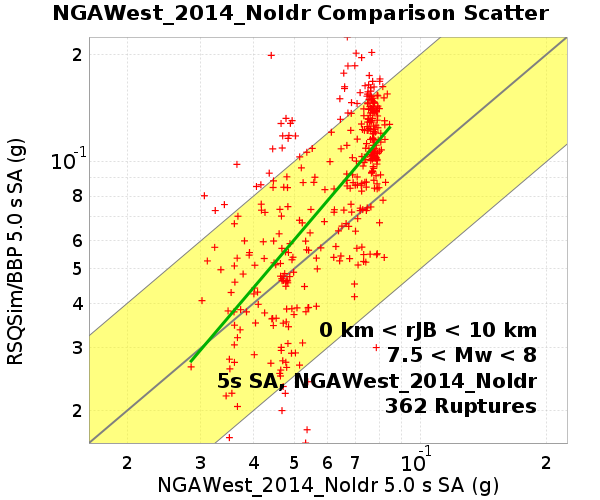 NGAWest_2014_NoIdr Comparison Scatter
RSQSim/BBP 5.0 s SA (g)
2
10⁻¹
8
6
5
4
3
2
0 km < rJB < 10 km
7.5 < Mw < 8
5s SA, NGAWest_2014_NoIdr
362 Ruptures
2 3 4 5 6 7 10⁻¹ 2
NGAWest_2014_NoIdr 5.0 s SA (g)